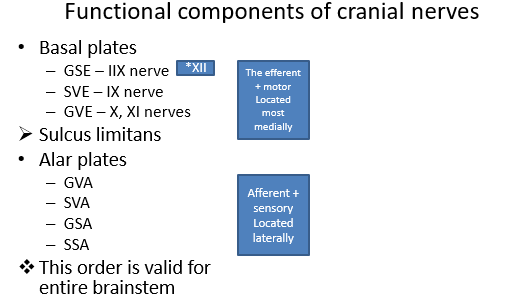 Functional components of cranial nerves
• Basal plates
– GSE – IIX nerve
*XII
– SVE – IX nerve
– GVE – X, XI nerves
The efferent
+ motor
Located
most
medially
➢ Sulcus limitans
• Alar plates
– GVA
– SVA
– GSA
– SSA
Afferent +
sensory
Located
laterally
❖ This order is valid for
entire brainstem